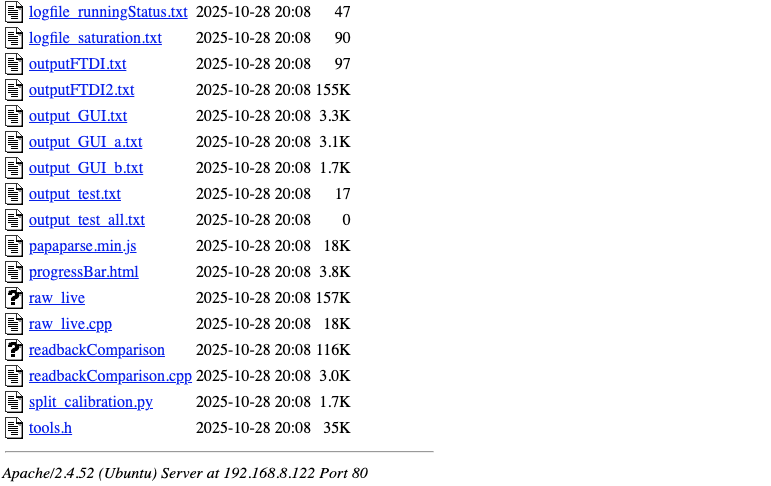 logfile_runningStatus.txt 2025-10-28 20:08 47
logfile_saturation.txt 2025-10-28 20:08 90
outputFTDI.txt 2025-10-28 20:08 97
outputFTDI2.txt 2025-10-28 20:08 155K
output_GUI.txt 2025-10-28 20:08 3.3K
output_GUI_a.txt 2025-10-28 20:08 3.1K
output_GUI_b.txt 2025-10-28 20:08 1.7K
output_test.txt 2025-10-28 20:08 17
output_test_all.txt 2025-10-28 20:08 0
papaparse.min.js 2025-10-28 20:08 18K
progressBar.html 2025-10-28 20:08 3.8K
raw_live 2025-10-28 20:08 157K
raw_live.cpp 2025-10-28 20:08 18K
readbackComparison 2025-10-28 20:08 116K
readbackComparison.cpp 2025-10-28 20:08 3.0K
split_calibration.py 2025-10-28 20:08 1.7K
tools.h 2025-10-28 20:08 35K
Apache/2.4.52 (Ubuntu) Server at 192.168.8.122 Port 80